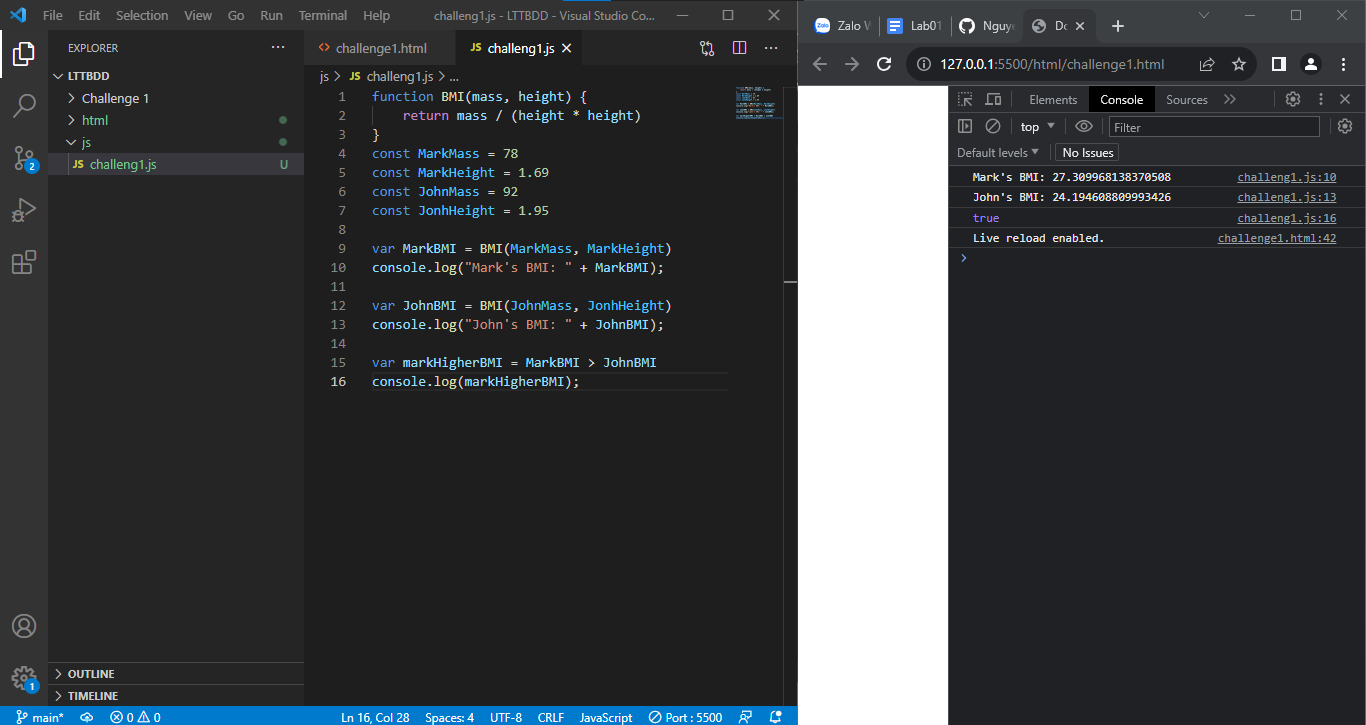 File Edit Selection View Go Run Terminal Help challeng1.js - LTTBDD - Visual Studio Co...
EXPLORER
LTTBDD
Challenge 1
html
js
JS challeng1.js U
OUTLINE
TIMELINE
2
1
<> challenge1.html JS challeng1.js
js > JS challeng1.js > ...
1 function BMI(mass, height) {
2 return mass / (height * height)
3 }
4 const MarkMass = 78
5 const MarkHeight = 1.69
6 const JohnMass = 92
7 const JonhHeight = 1.95
8
9 var MarkBMI = BMI(MarkMass, MarkHeight)
10 console.log("Mark's BMI: " + MarkBMI);
11
12 var JohnBMI = BMI(JohnMass, JonhHeight)
13 console.log("John's BMI: " + JohnBMI);
14
15 var markHigherBMI = MarkBMI > JohnBMI
16 console.log(markHigherBMI);
main* 0 0 Ln 16, Col 28 Spaces: 4 UTF-8 CRLF JavaScript Port : 5500
Zalo Lab01 Nguye Do
127.0.0.1:5500/html/challenge1.html
Elements Console Sources
top Filter
Default levels No Issues
Mark's BMI: 27.309968138370508 challeng1.js:10
John's BMI: 24.194608809993426 challeng1.js:13
true challeng1.js:16
Live reload enabled. challenge1.html:42